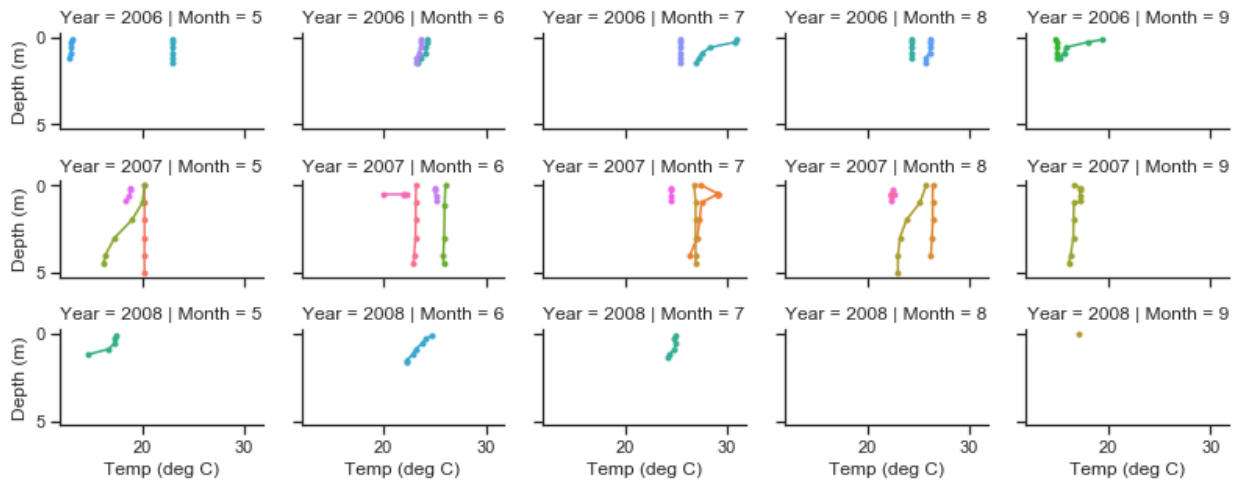 Year = 2006 | Month = 5
Year = 2006 | Month = 6
Year = 2006 | Month = 7
Year = 2006 | Month = 8
Year = 2006 | Month = 9
0
5
Depth (m)
Year = 2007 | Month = 5
Year = 2007 | Month = 6
Year = 2007 | Month = 7
Year = 2007 | Month = 8
Year = 2007 | Month = 9
0
5
Depth (m)
Year = 2008 | Month = 5
Year = 2008 | Month = 6
Year = 2008 | Month = 7
Year = 2008 | Month = 8
Year = 2008 | Month = 9
0
5
Depth (m)
20 30
20 30
20 30
20 30
20 30
Temp (deg C)
Temp (deg C)
Temp (deg C)
Temp (deg C)
Temp (deg C)